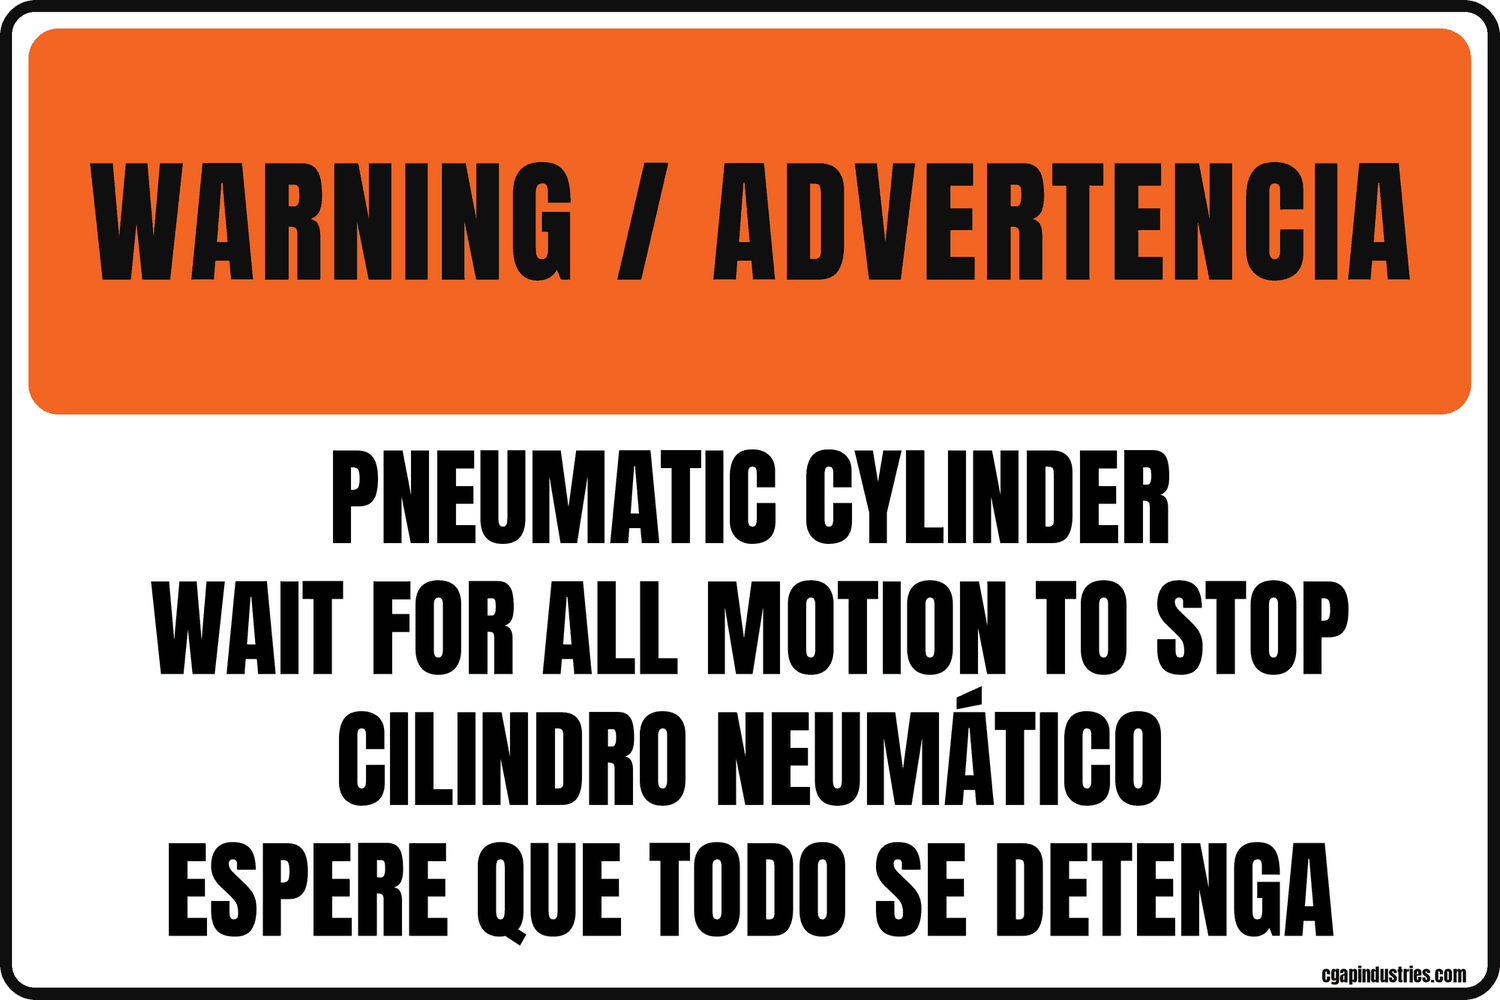 WARNING / ADVERTENCIA
PNEUMATIC CYLINDER
WAIT FOR ALL MOTION TO STOP
CILINDRO NEUMÁTICO
ESPERE QUE TODO SE DETENGA
cgapindustries.com